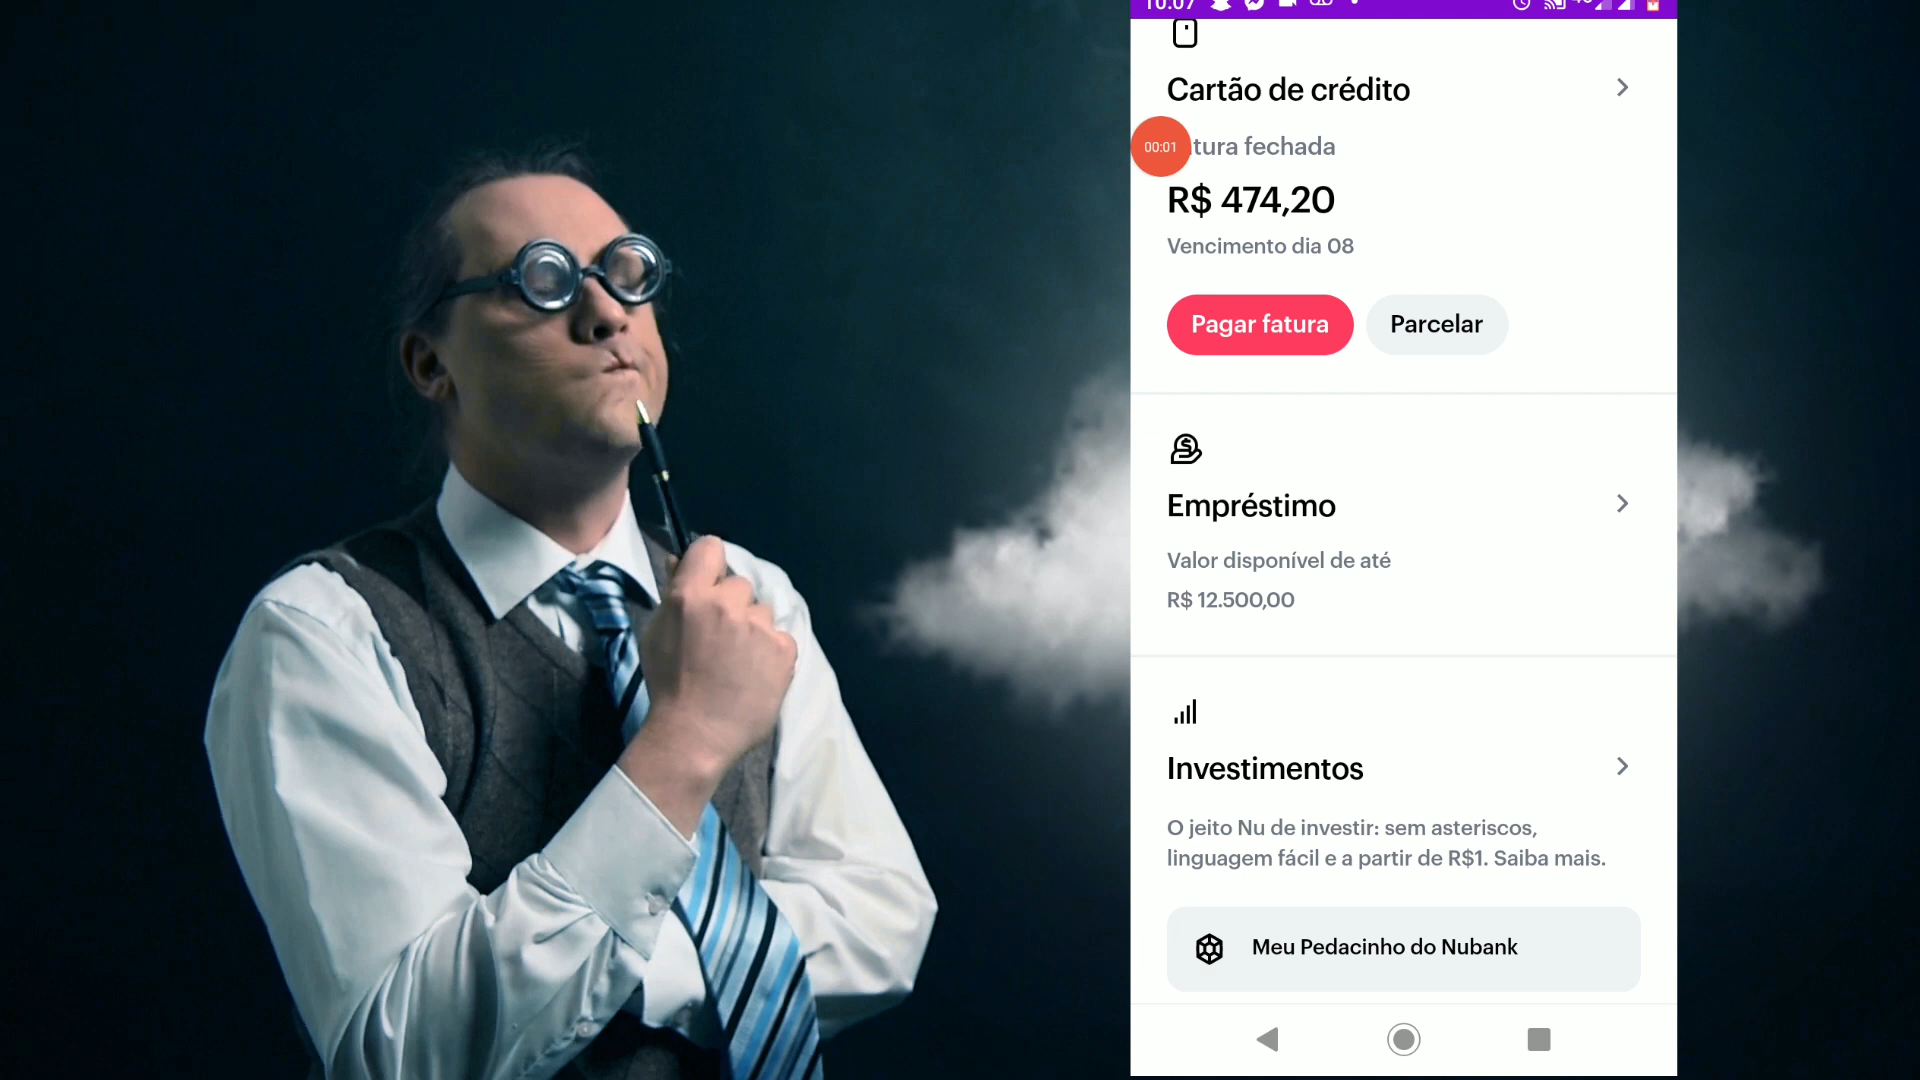 10:07
Cartão de crédito
00:01
tura fechada
R$ 474,20
Vencimento dia 08
Pagar fatura
Parcelar
Empréstimo
Valor disponível de até
R$ 12.500,00
Investimentos
O jeito Nu de investir: sem asteriscos,
linguagem fácil e a partir de R$1. Saiba mais.
Meu Pedacinho do Nubank